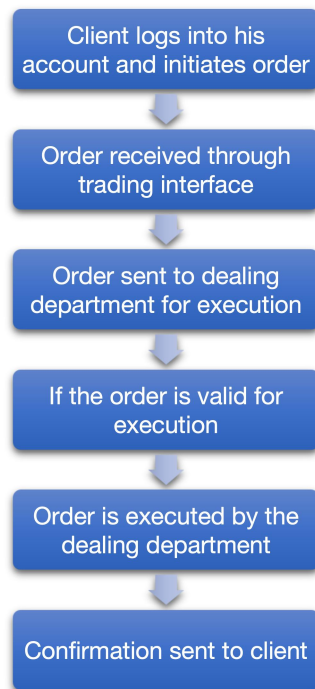 Client logs into his
account and initiates order
Order received through
trading interface
Order sent to dealing
department for execution
If the order is valid for
execution
Order is executed by the
dealing department
Confirmation sent to client